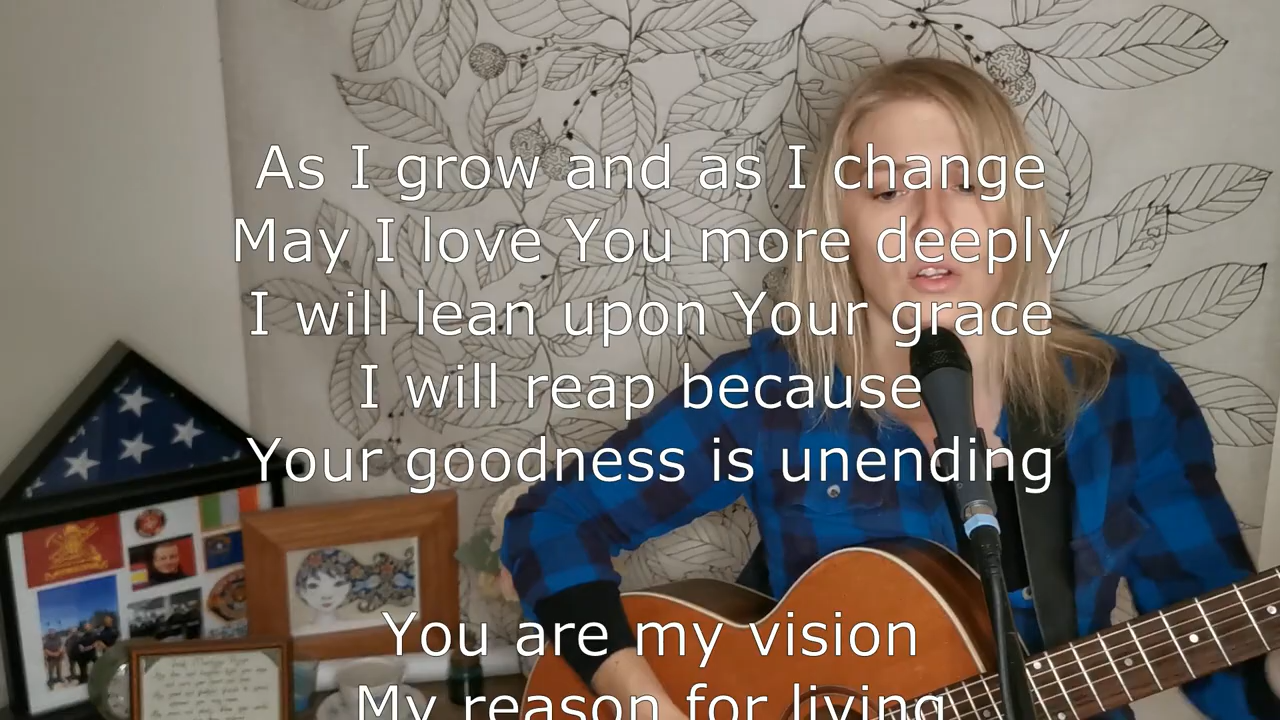 As I grow and as I change
May I love You more deeply
I will lean upon Your grace
I will reap because
Your goodness is unending
You are my vision
My reason for living